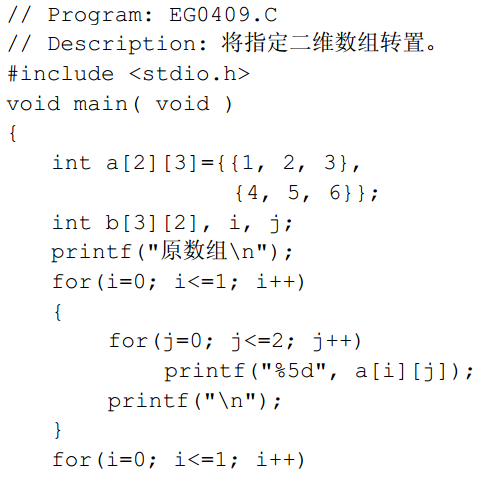 // Program: EG0409.C
// Description: 将指定二维数组转置。
#include <stdio.h>
void main( void )
{
    int a[2][3]={{1, 2, 3},
                 {4, 5, 6}};
    int b[3][2], i, j;
    printf("原数组\n");
    for(i=0; i<=1; i++)
    {
        for(j=0; j<=2; j++)
            printf("%5d", a[i][j]);
        printf("\n");
    }
    for(i=0; i<=1; i++)